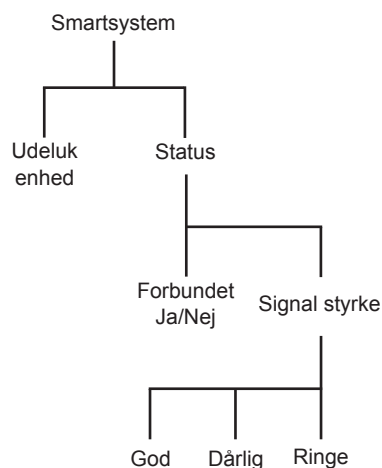 Smartsystem
Udeluk
enhed
Status
Forbundet
Ja/Nej
Signal styrke
God
Dårlig
Ringe